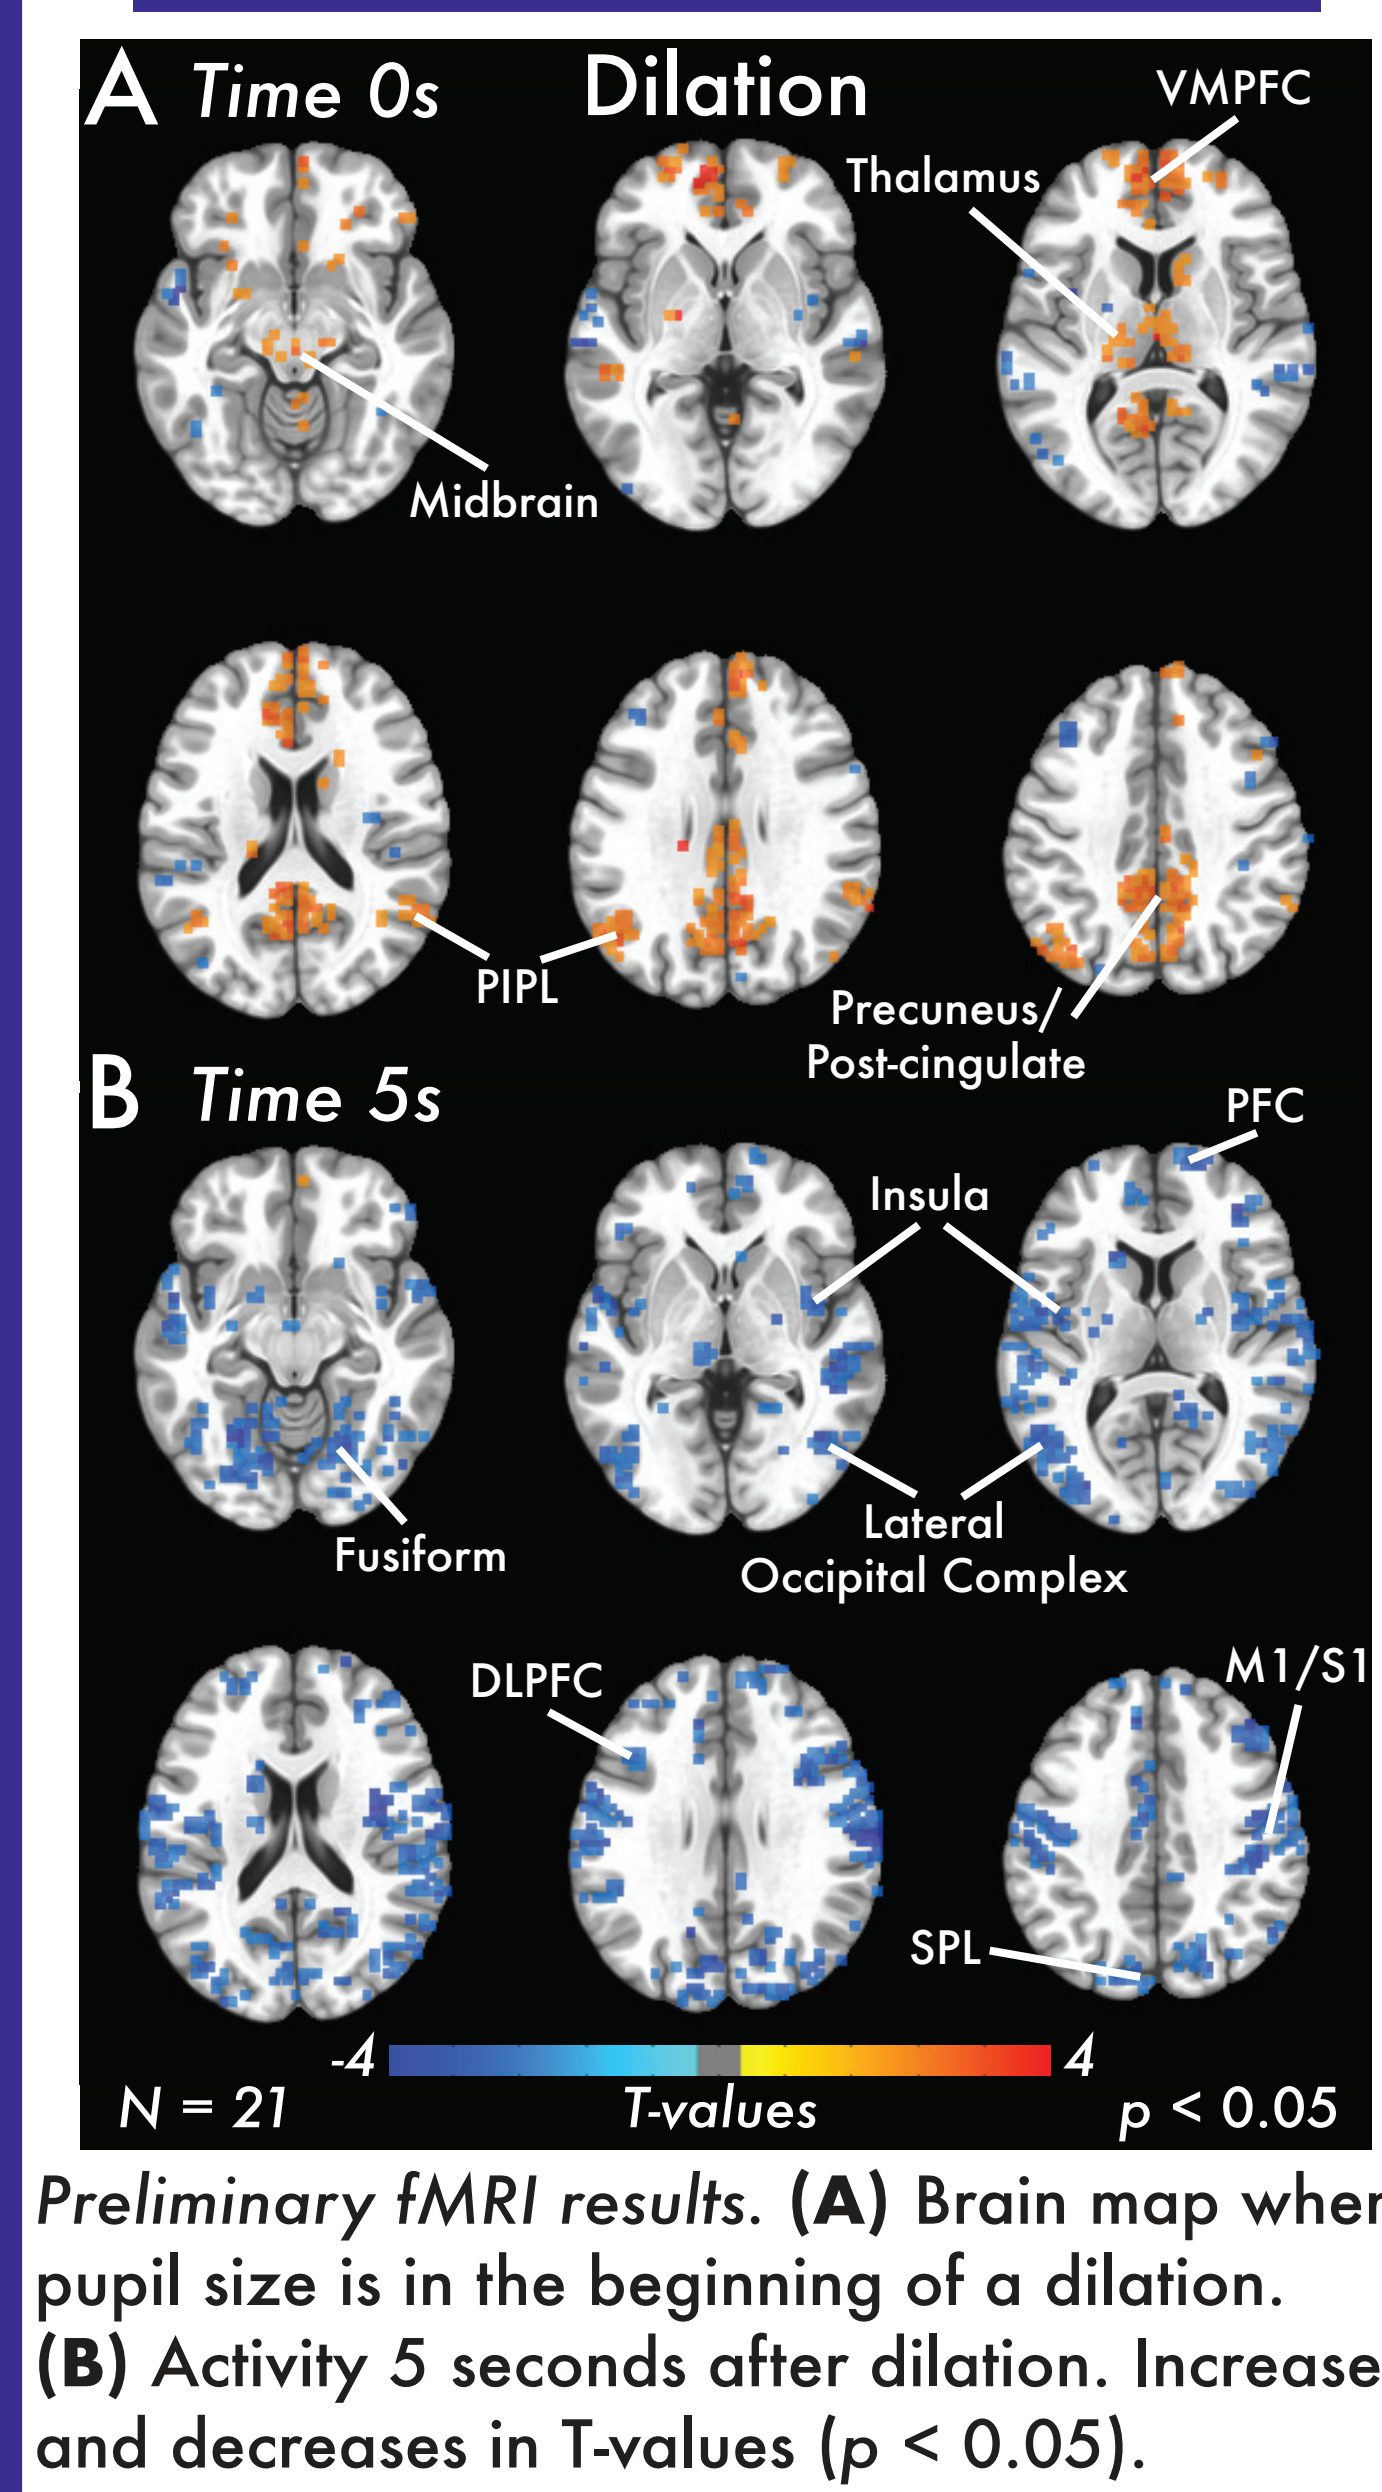 A Time 0s Dilation VMPFC
Thalamus
Midbrain
PIPL
Precuneus/
Post-cingulate
B Time 5s
PFC
Insula
Fusiform
Lateral
Occipital Complex
DLPFC
M1/S1
SPL
-4 4
N = 21 T-values p < 0.05
Preliminary fMRI results. (A) Brain map when
pupil size is in the beginning of a dilation.
(B) Activity 5 seconds after dilation. Increase
and decreases in T-values (p < 0.05).